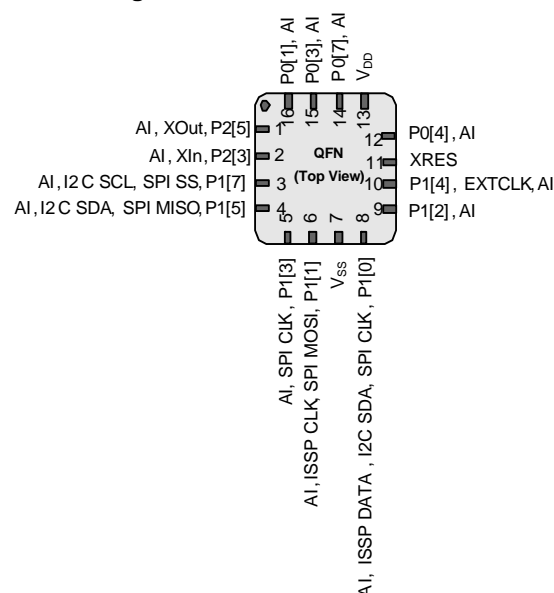 P0[1], AI
P0[3], AI
P0[7], AI
VDD
16
15
14
13
AI, XOut, P2[5]
1
AI, XIn, P2[3]
2
AI, I2C SCL, SPI SS, P1[7]
3
AI, I2C SDA, SPI MISO, P1[5]
4
QFN
(Top View)
12
P0[4], AI
11
XRES
10
P1[4], EXTCLK, AI
9
P1[2], AI
5
6
7
8
AI, SPI CLK, P1[3]
AI, ISSP CLK, SPI MOSI, P1[1]
VSS
AI, ISSP DATA, I2C SDA, SPI CLK, P1[0]